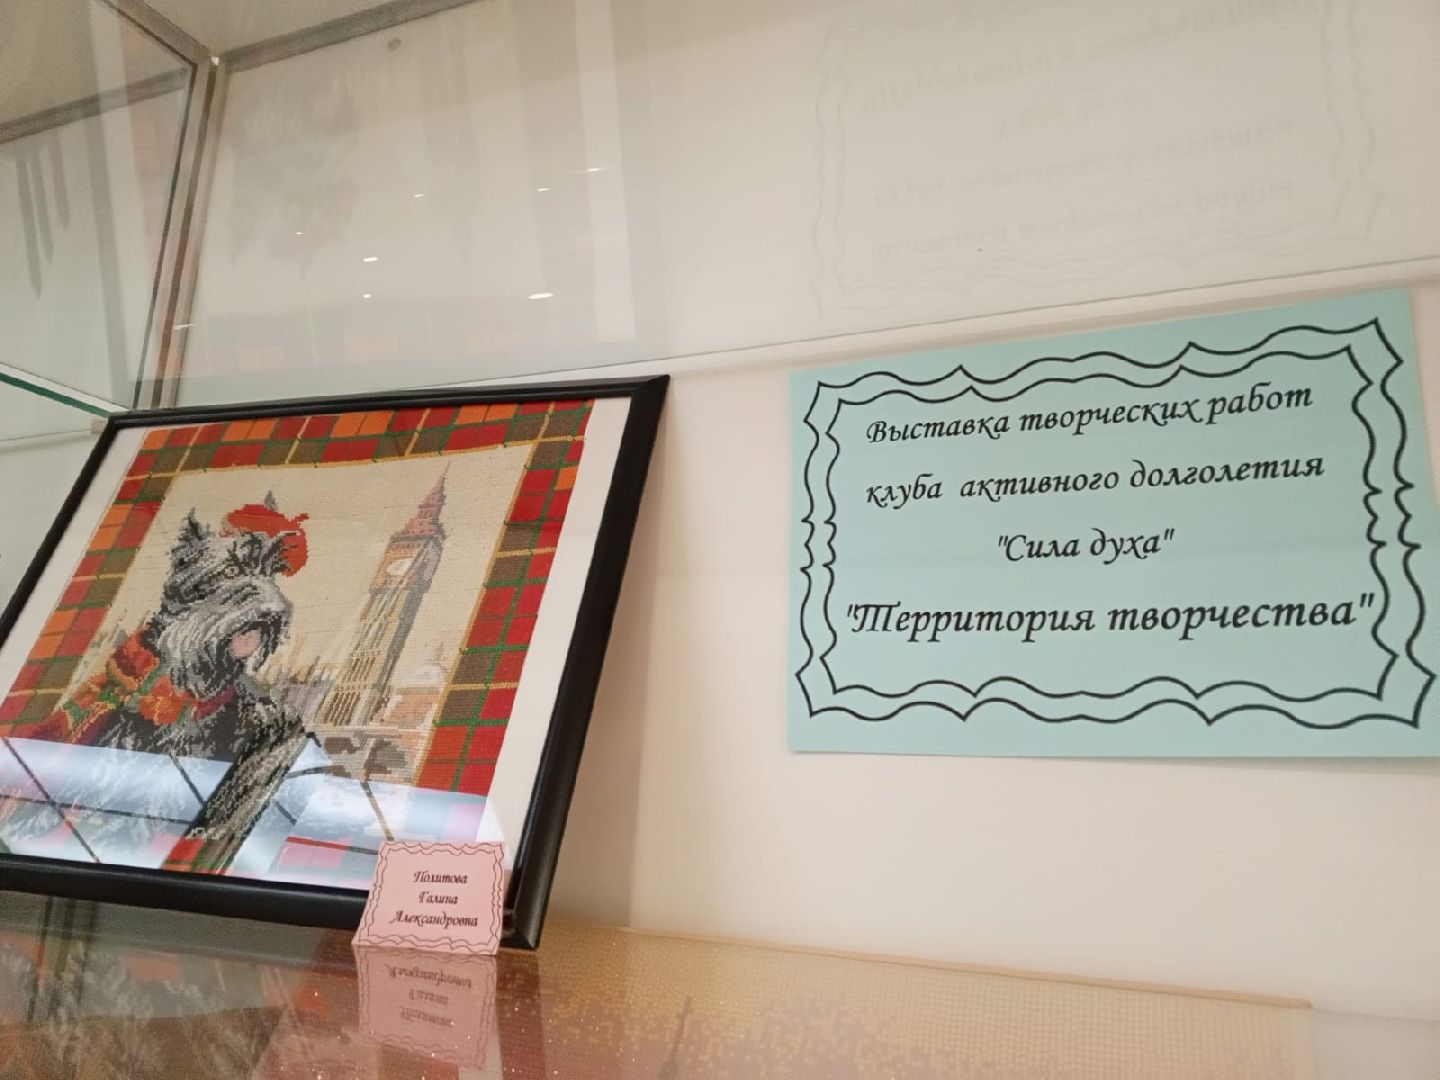 Выставка творческих работ
клуба активного долголетия
"Сила духа"
"Территория творчества"
Политова
Галина
Александровна